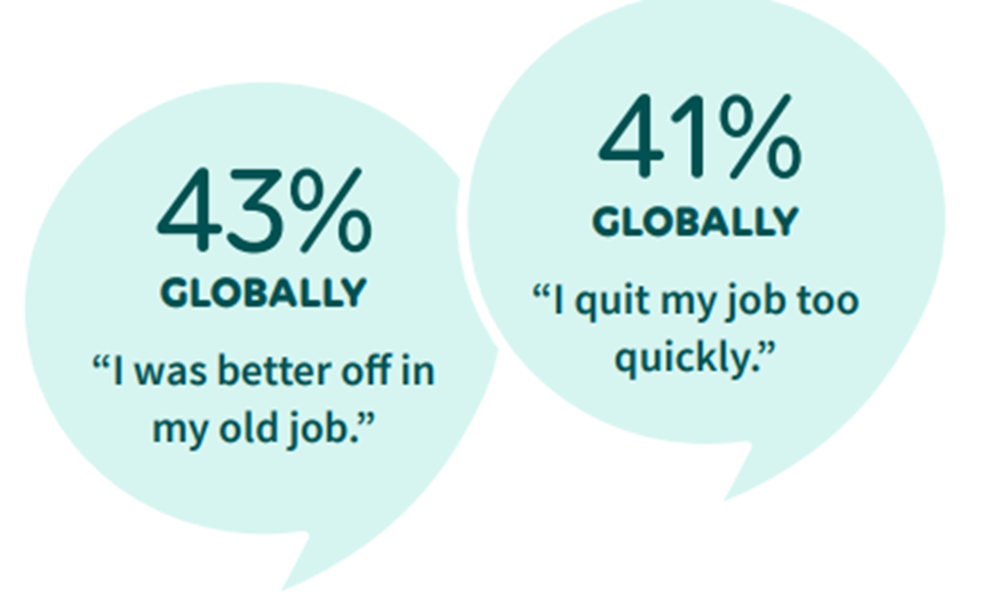 43%
GLOBALLY
“I was better off in
my old job.”
41%
GLOBALLY
“I quit my job too
quickly.”